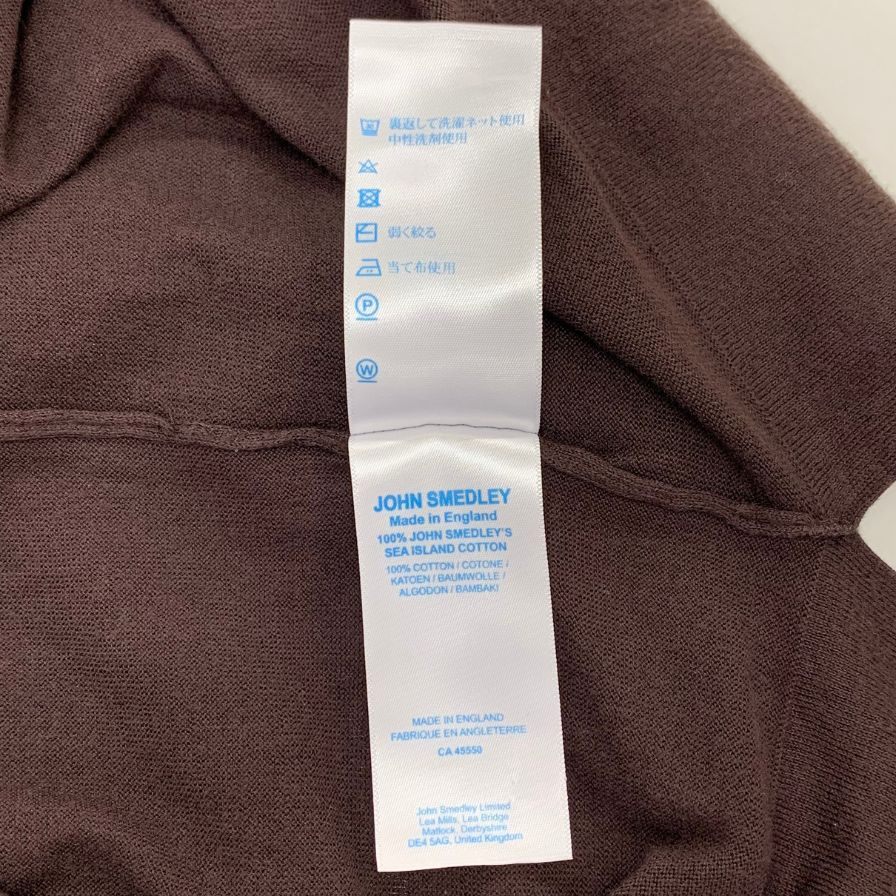 裏返して洗濯ネット使用
中性洗剤使用
弱く絞る
当て布使用
P
W
JOHN SMEDLEY
Made in England
100% JOHN SMEDLEY'S
SEA ISLAND COTTON
100% COTTON / COTONE /
KATOEN / BAUMWOLLE /
ALGODON / BAMBAKI
MADE IN ENGLAND
FABRIQUE EN ANGLETERRE
CA 45550
John Smedley Limited
Lea Mills, Lea Bridge
Matlock, Derbyshire
DE4 5AG, United Kingdom